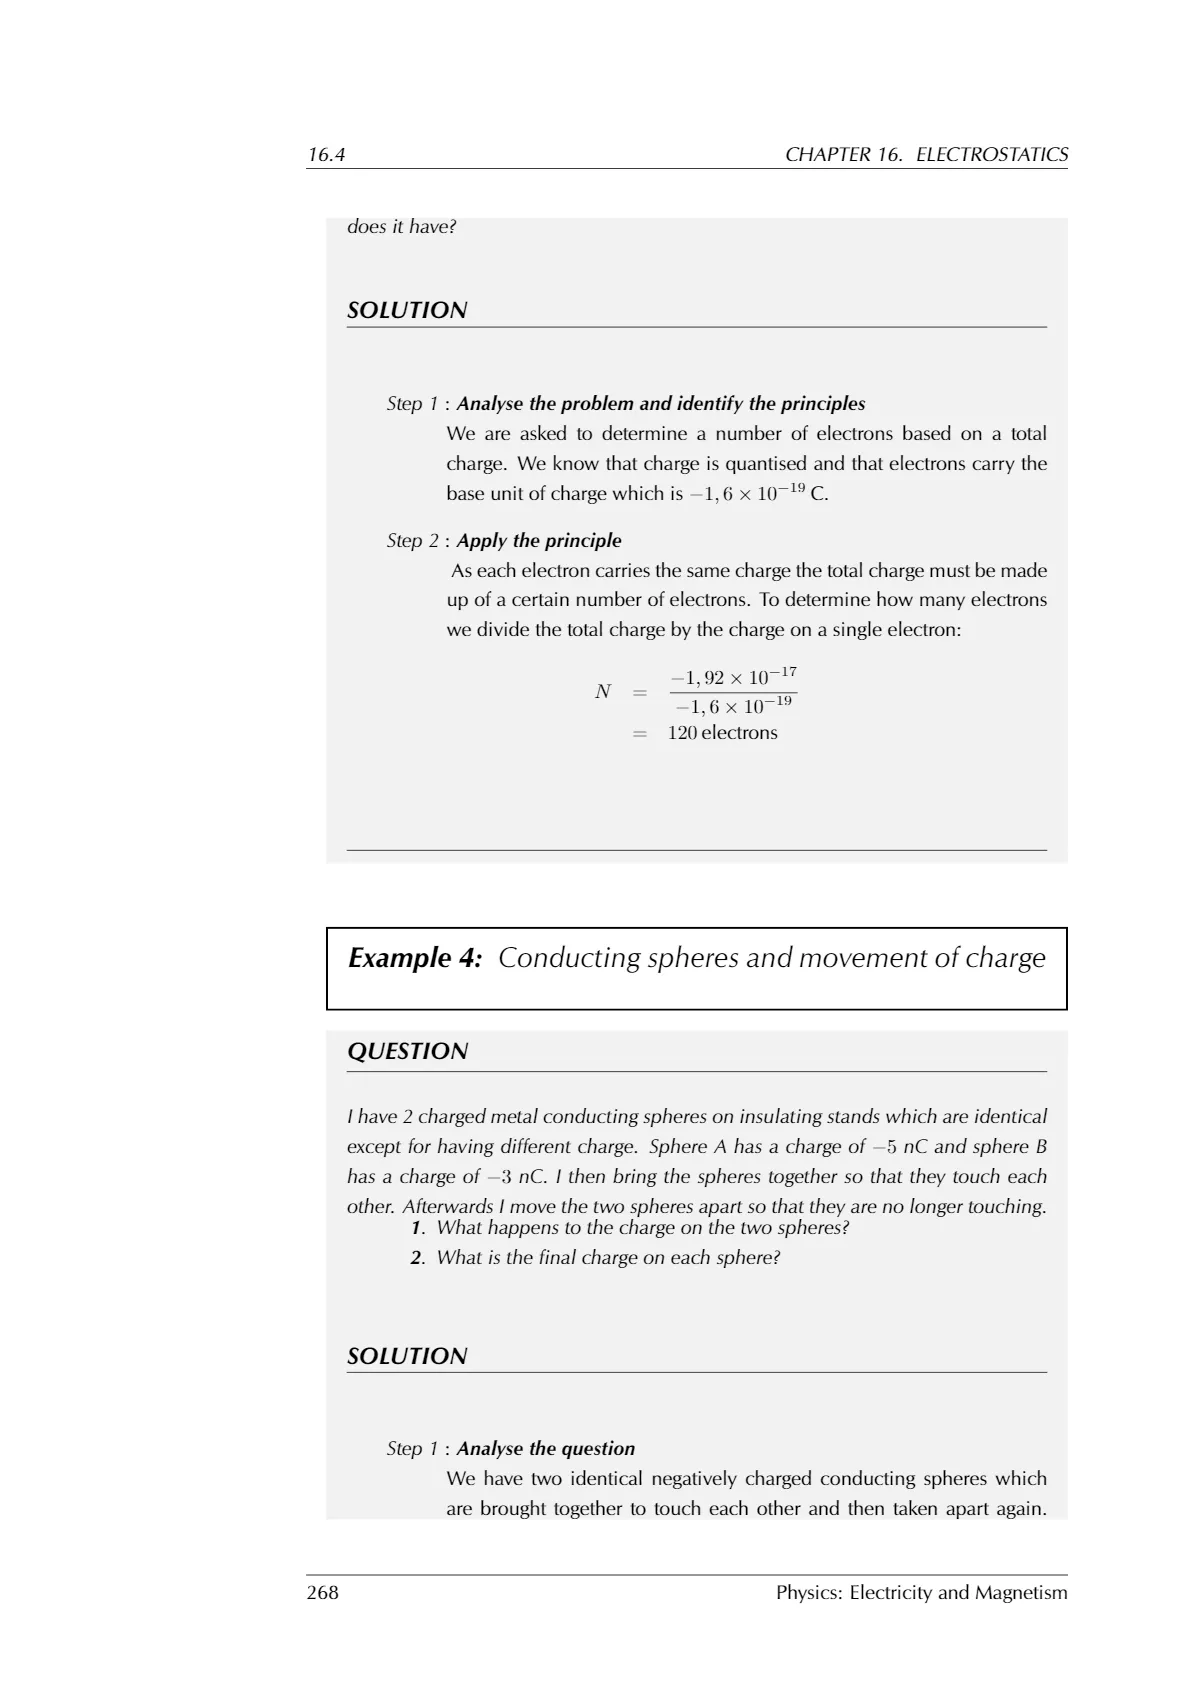 16.4 CHAPTER 16. ELECTROSTATICS
does it have?
SOLUTION
Step 1 : Analyse the problem and identify the principles
We are asked to determine a number of electrons based on a total
charge. We know that charge is quantised and that electrons carry the
base unit of charge which is −1, 6 × 10⁻¹⁹ C.
Step 2 : Apply the principle
As each electron carries the same charge the total charge must be made
up of a certain number of electrons. To determine how many electrons
we divide the total charge by the charge on a single electron:
−1, 92 × 10⁻¹⁷
N =
−1, 6 × 10⁻¹⁹
= 120 electrons
Example 4: Conducting spheres and movement of charge
QUESTION
I have 2 charged metal conducting spheres on insulating stands which are identical
except for having different charge. Sphere A has a charge of −5 nC and sphere B
has a charge of −3 nC. I then bring the spheres together so that they touch each
other. Afterwards I move the two spheres apart so that they are no longer touching.
1. What happens to the charge on the two spheres?
2. What is the final charge on each sphere?
SOLUTION
Step 1 : Analyse the question
We have two identical negatively charged conducting spheres which
are brought together to touch each other and then taken apart again.
268 Physics: Electricity and Magnetism